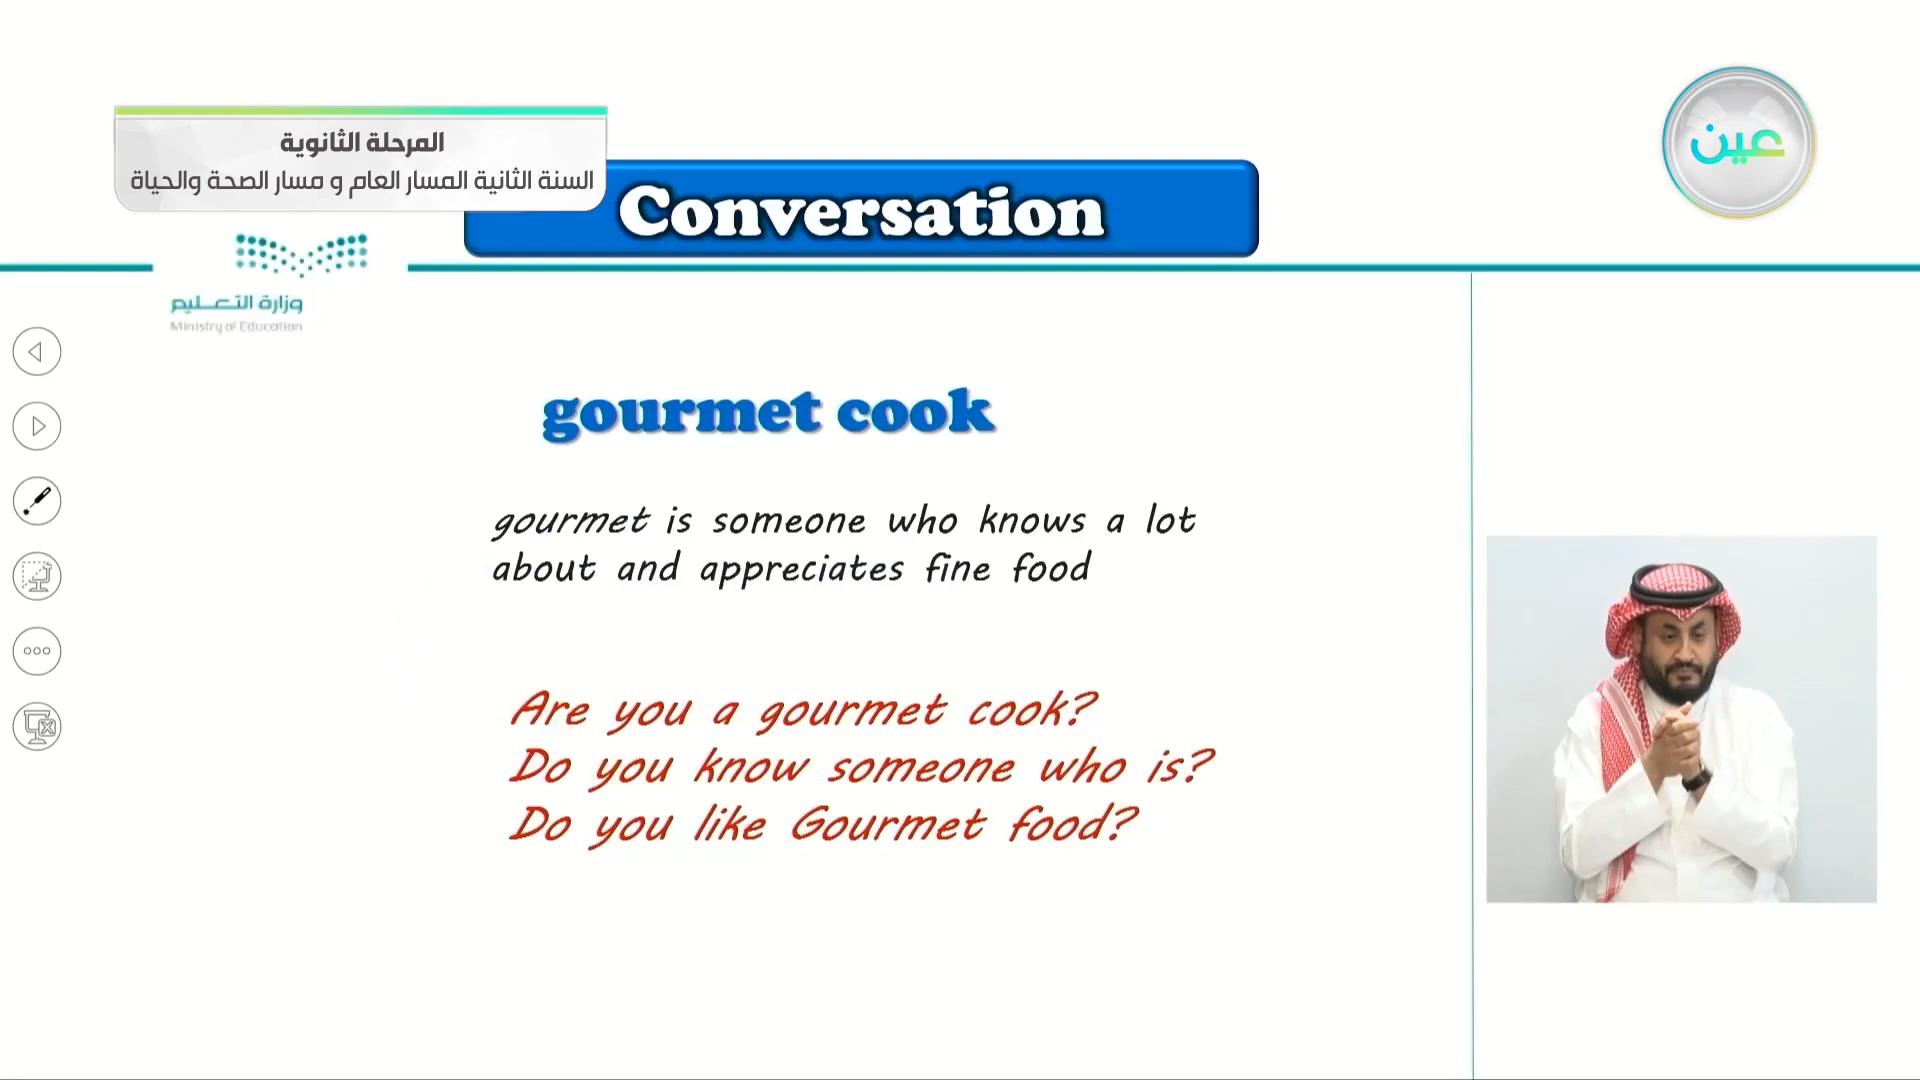 المرحلة الثانوية
السنة الثانية المسار العام و مسار الصحة والحياة
عين
Conversation
وزارة التعليم
Ministry of Education
gourmet cook
gourmet is someone who knows a lot
about and appreciates fine food
Are you a gourmet cook?
Do you know someone who is?
Do you like Gourmet food?